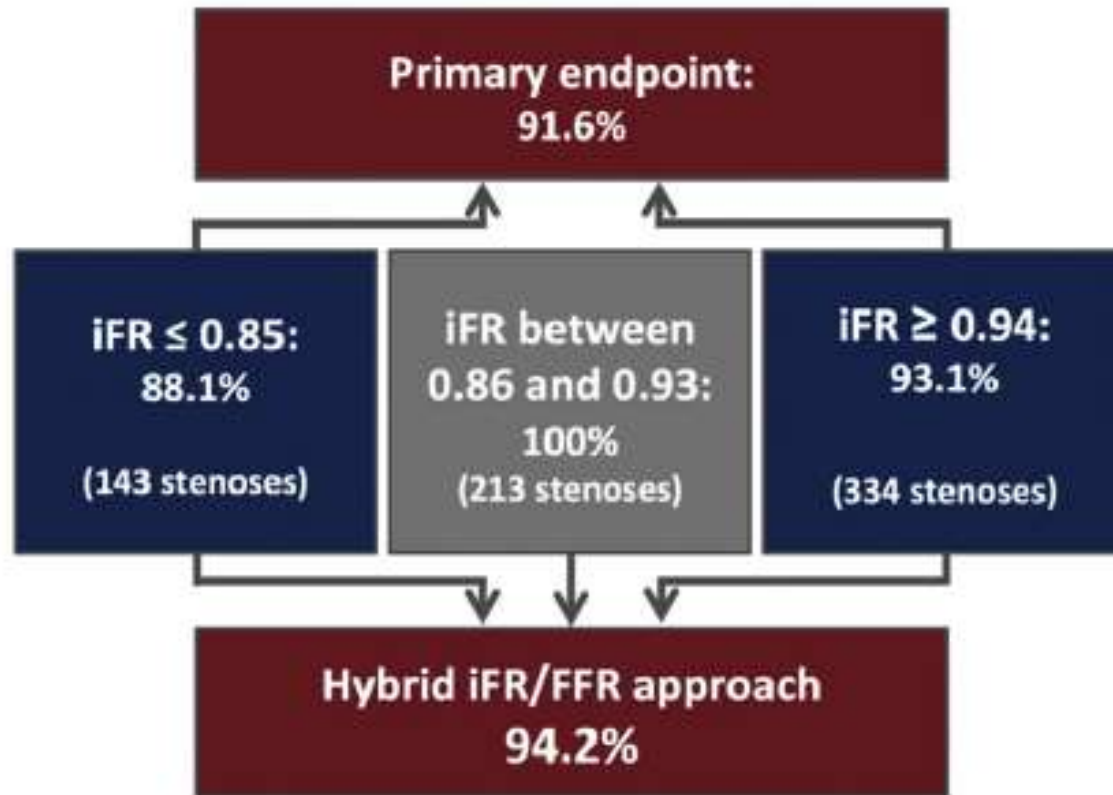 Primary endpoint:
91.6%
iFR ≤ 0.85:
88.1%
(143 stenoses)
iFR between
0.86 and 0.93:
100%
(213 stenoses)
iFR ≥ 0.94:
93.1%
(334 stenoses)
Hybrid iFR/FFR approach
94.2%